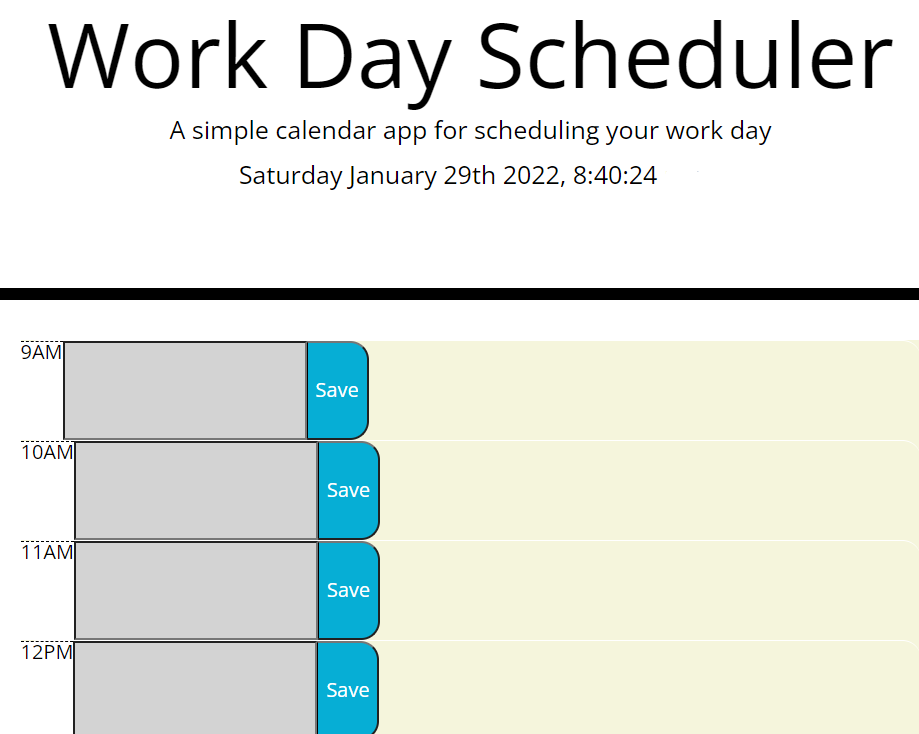 Work Day Scheduler
A simple calendar app for scheduling your work day
Saturday January 29th 2022, 8:40:24
9AM
Save
10AM
Save
11AM
Save
12PM
Save